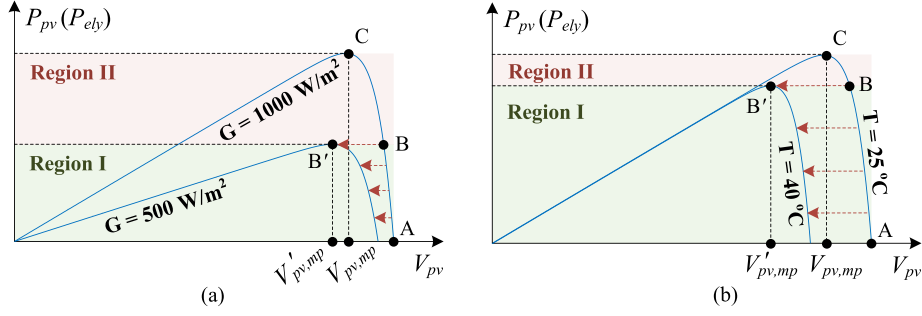 P_pv (P_ely)
C
Region II
G = 1000 W/m²
B
B′
Region I
G = 500 W/m²
A
V′_pv,mp
V_pv,mp
V_pv
(a)
P_pv (P_ely)
C
Region II
B
B′
Region I
T = 40 °C
T = 25 °C
A
V′_pv,mp
V_pv,mp
V_pv
(b)